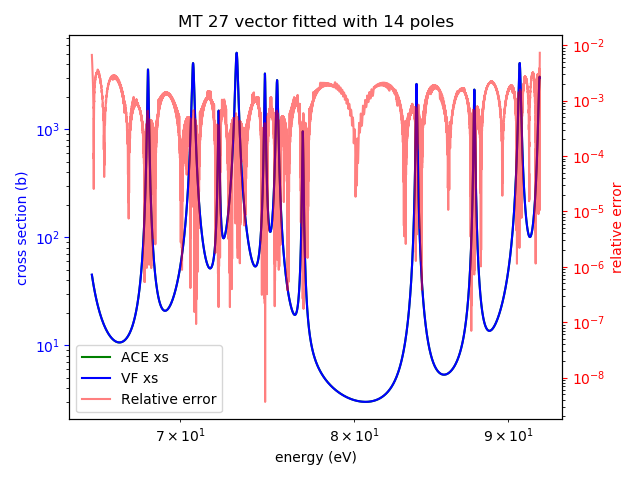 MT 27 vector fitted with 14 poles
cross section (b)
10³
10²
10¹
10⁻²
10⁻³
10⁻⁴
10⁻⁵
10⁻⁶
10⁻⁷
10⁻⁸
relative error
ACE xs
VF xs
Relative error
7 × 10¹
8 × 10¹
9 × 10¹
energy (eV)